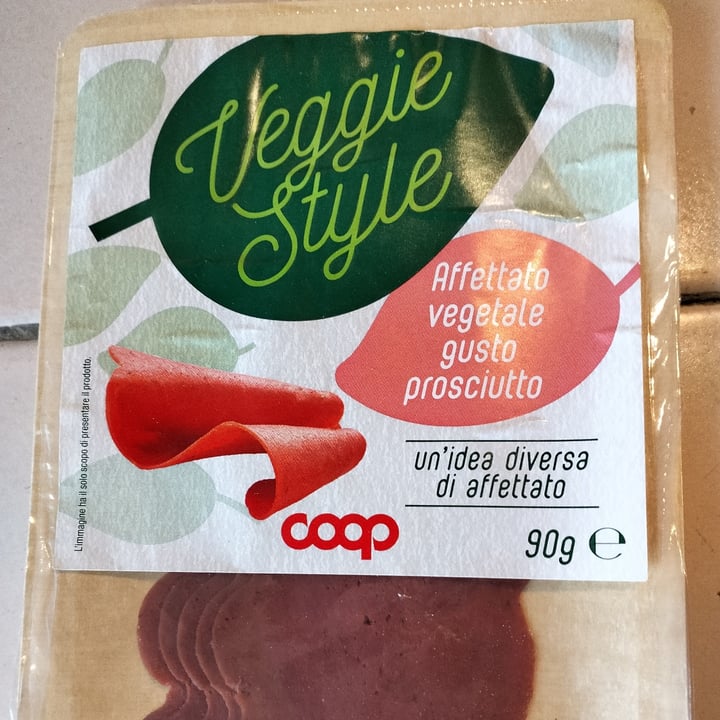 Veggie
Style
Affettato
vegetale
gusto
prosciutto
un'idea diversa
di affettato
coop
90g ℮
L'immagine ha il solo scopo di presentare il prodotto.